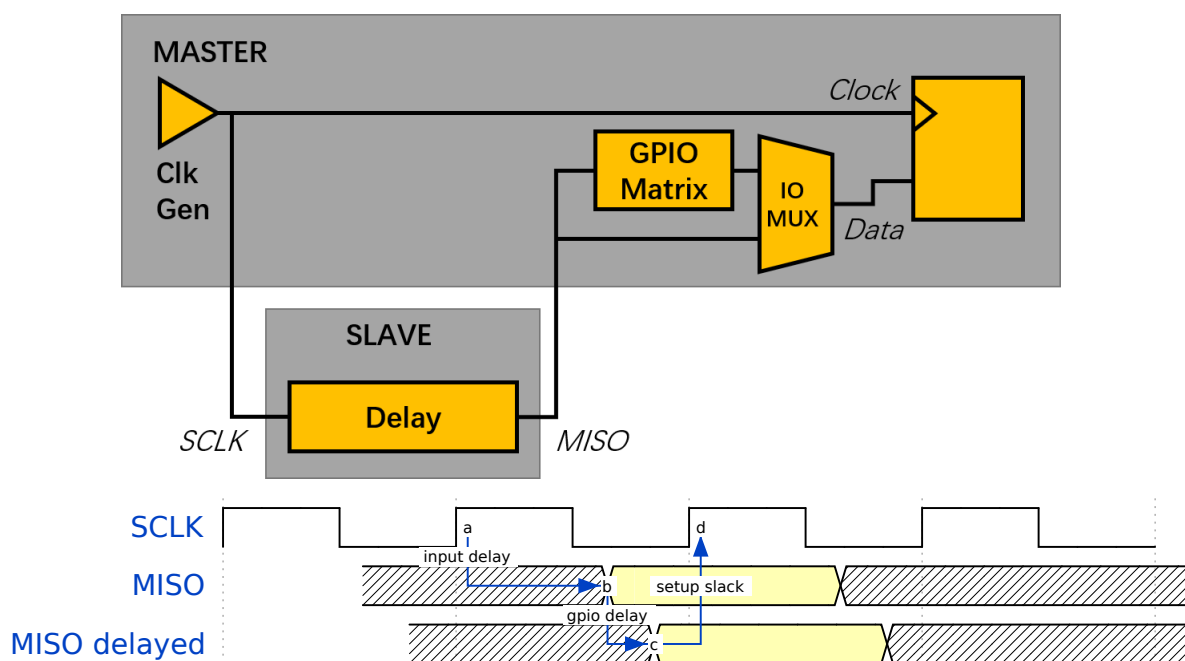 MASTER
Clk
Gen
Clock
GPIO
Matrix
IO
MUX
Data
SLAVE
Delay
SCLK
MISO
SCLK
a
d
input delay
MISO
b
setup slack
gpio delay
MISO delayed
c